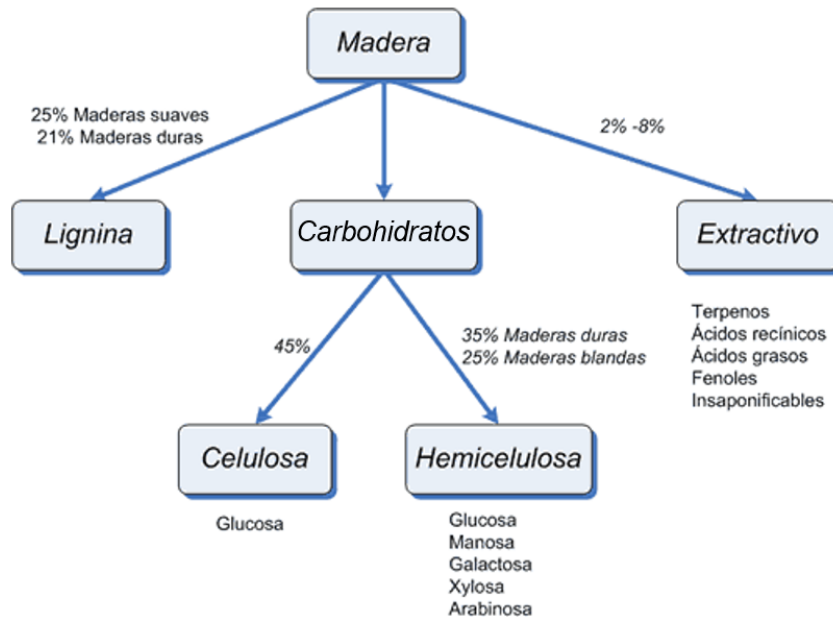 Madera
25% Maderas suaves
21% Maderas duras
2% -8%
Lignina
Carbohidratos
Extractivo
Terpenos
Ácidos recínicos
Ácidos grasos
Fenoles
Insaponificables
45%
35% Maderas duras
25% Maderas blandas
Celulosa
Hemicelulosa
Glucosa
Glucosa
Manosa
Galactosa
Xylosa
Arabinosa